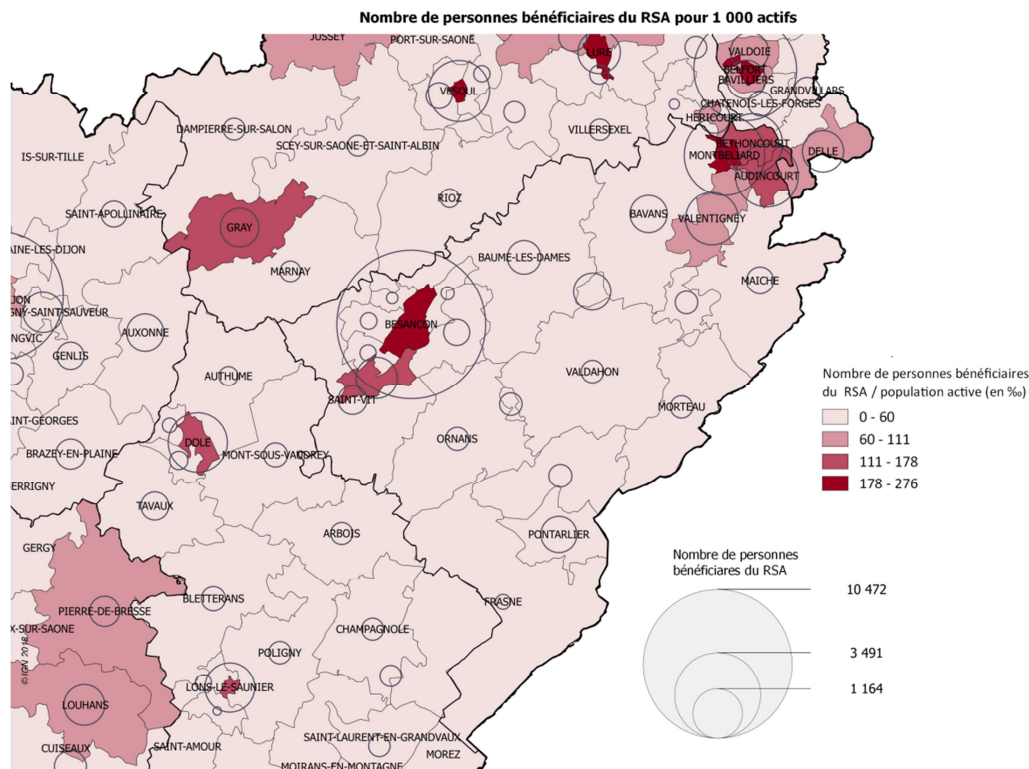 Nombre de personnes bénéficiaires du RSA pour 1 000 actifs
JUSSEY
PORT-SUR-SAONE
LURE
VALDOIE
BELFORT
BAVILLIERS
VESOUL
GRANDVILLARS
CHATENOIS-LES-FORGES
HERICOURT
DAMPIERRE-SUR-SALON
VILLERSEXEL
SCEY-SUR-SAONE-ET-SAINT-ALBIN
BETHONCOURT
IS-SUR-TILLE
MONTBELIARD
DELLE
AUDINCOURT
RIOZ
SAINT-APOLLINAIRE
BAVANS
VALENTIGNEY
GRAY
AINE-LES-DIJON
BAUME-LES-DAMES
MARNAY
MAICHE
JON
GNY-SAINT-SAUVEUR
BESANCON
AUXONNE
NGVIC
GENLIS
AUTHUME
VALDAHON
SAINT-VIT
MORTEAU
INT-GEORGES
DOLE
ORNANS
BRAZEY-EN-PLAINE
MONT-SOUS-VAUDREY
ERRIGNY
TAVAUX
ARBOIS
PONTARLIER
GERGY
BLETTERANS
FRASNE
PIERRE-DE-BRESSE
X-SUR-SAONE
CHAMPAGNOLE
POLIGNY
LONS-LE-SAUNIER
LOUHANS
SAINT-LAURENT-EN-GRANDVAUX
CUISEAUX
SAINT-AMOUR
MOREZ
MOIRANS-EN-MONTAGNE
Nombre de personnes bénéficiaires
du RSA / population active (en ‰)
0 - 60
60 - 111
111 - 178
178 - 276
Nombre de personnes
bénéficiares du RSA
10 472
3 491
1 164